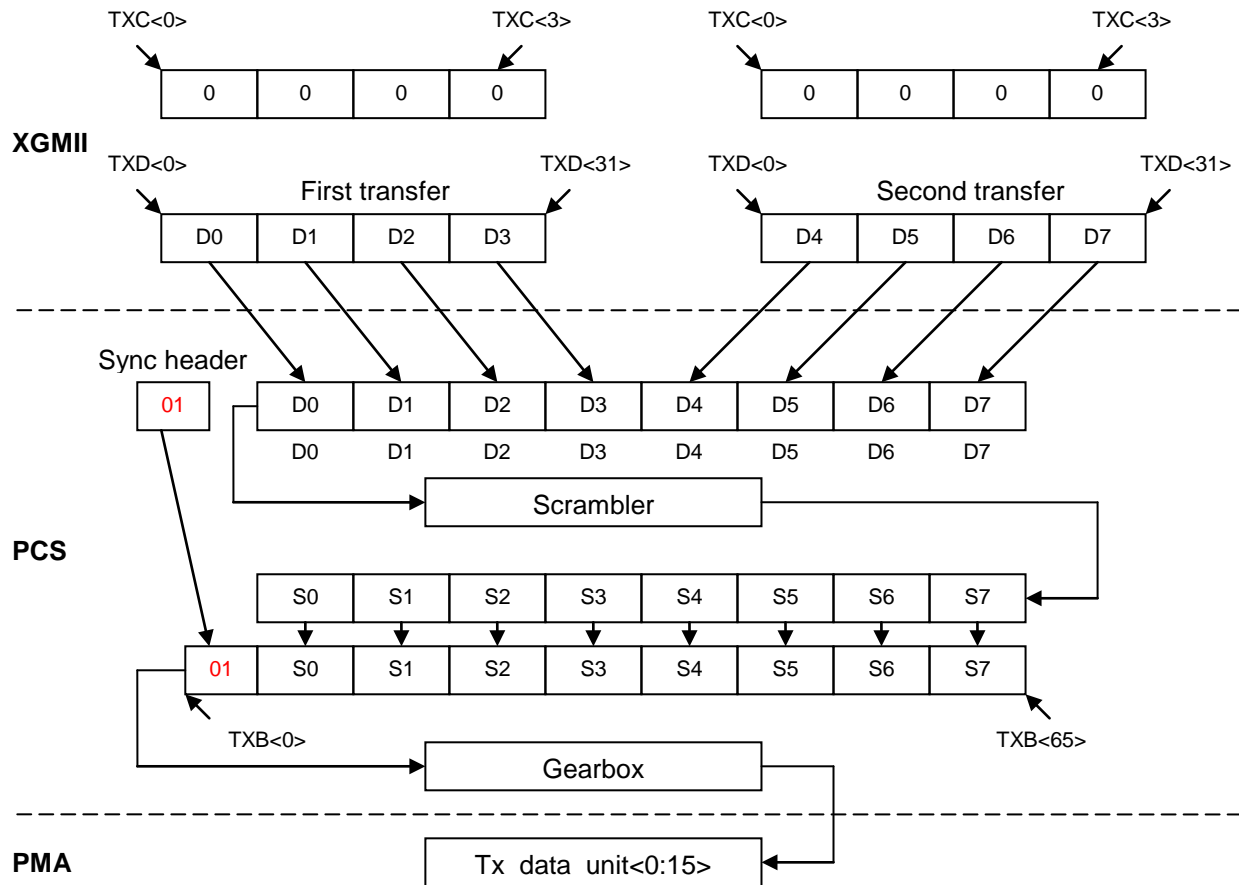 TXC<0> TXC<3> TXC<0> TXC<3>
0 0 0 0 0 0 0 0
XGMII
TXD<0> TXD<31> TXD<0> TXD<31>
First transfer Second transfer
D0 D1 D2 D3 D4 D5 D6 D7
Sync header
01 D0 D1 D2 D3 D4 D5 D6 D7
D0 D1 D2 D3 D4 D5 D6 D7
Scrambler
PCS
S0 S1 S2 S3 S4 S5 S6 S7
01 S0 S1 S2 S3 S4 S5 S6 S7
TXB<0> TXB<65>
Gearbox
PMA
Tx data unit<0:15>